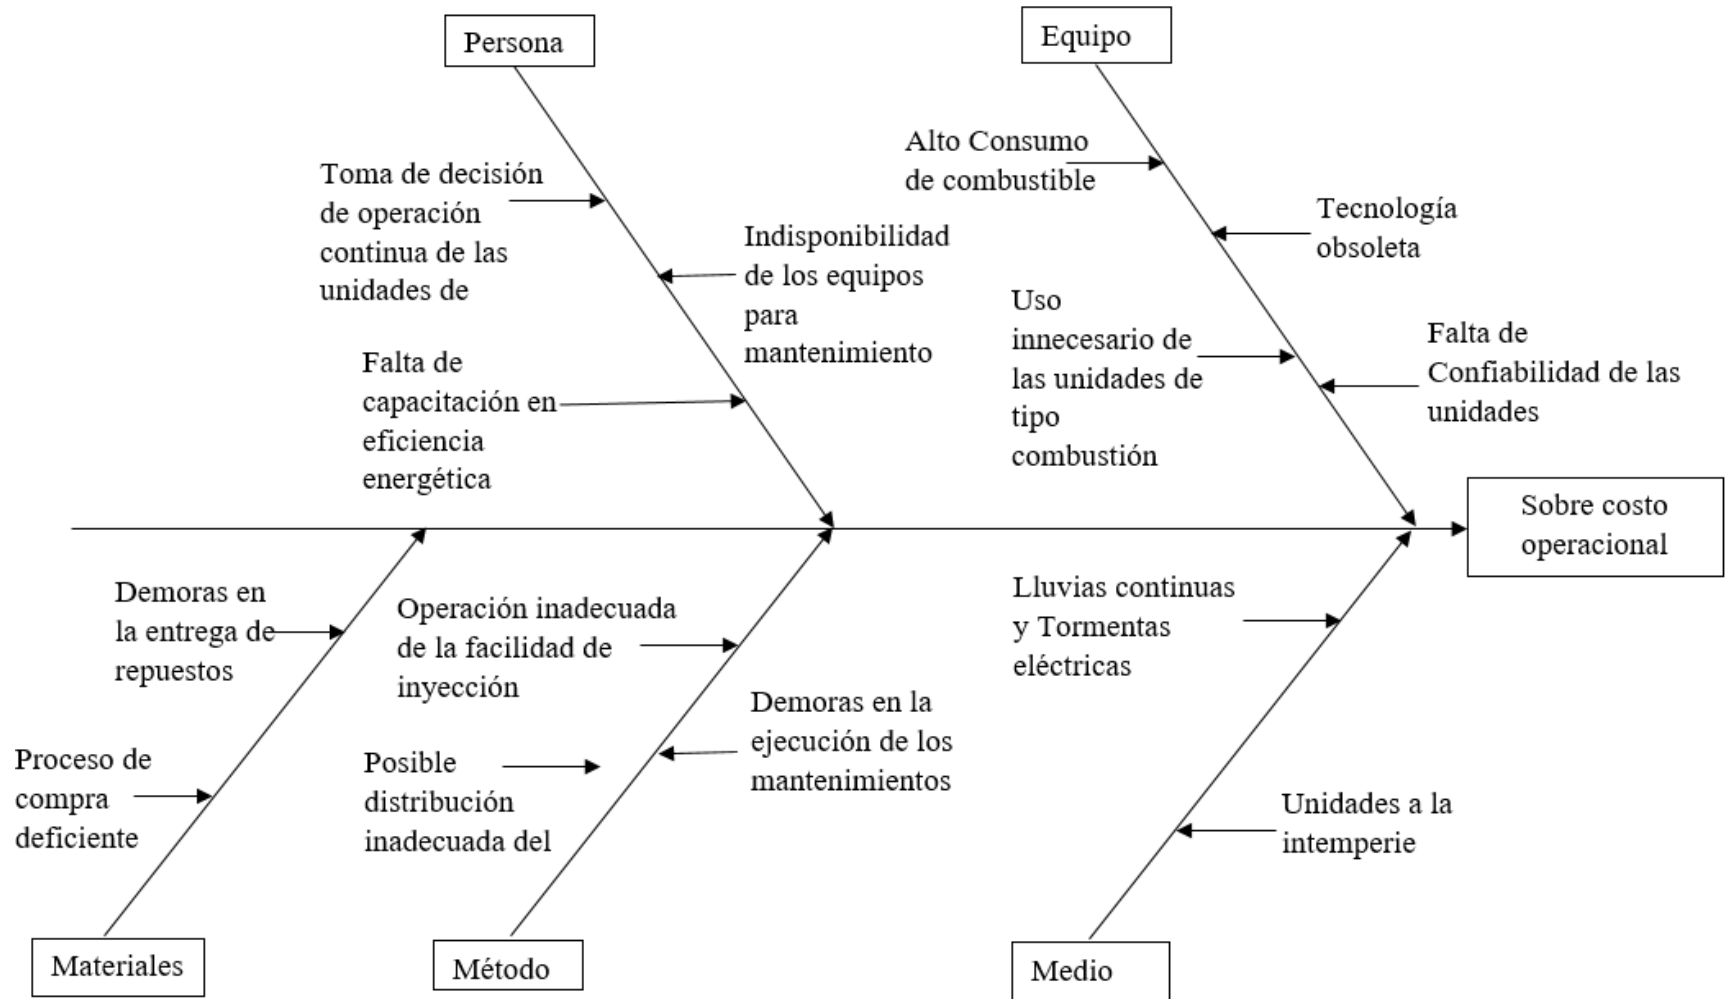 Persona
Equipo
Toma de decisión
de operación
continua de las
unidades de
Indisponibilidad
de los equipos
para
mantenimiento
Falta de
capacitación en
eficiencia
energética
Alto Consumo
de combustible
Tecnología
obsoleta
Uso
innecesario de
las unidades de
tipo
combustión
Falta de
Confiabilidad de las
unidades
Sobre costo
operacional
Demoras en
la entrega de
repuestos
Proceso de
compra
deficiente
Operación inadecuada
de la facilidad de
inyección
Posible
distribución
inadecuada del
Demoras en la
ejecución de los
mantenimientos
Lluvias continuas
y Tormentas
eléctricas
Unidades a la
intemperie
Materiales
Método
Medio